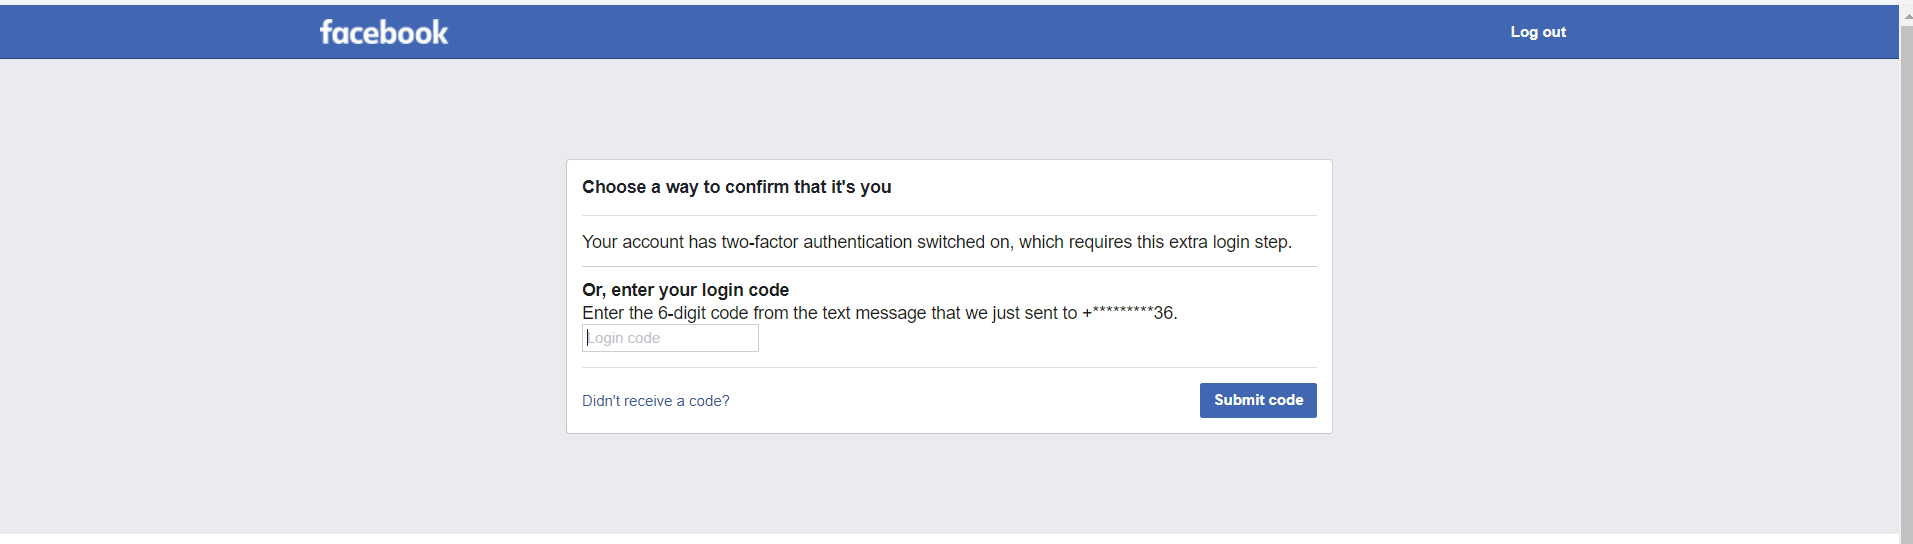 facebook
Log out
Choose a way to confirm that it's you
Your account has two-factor authentication switched on, which requires this extra login step.
Or, enter your login code
Enter the 6-digit code from the text message that we just sent to +*********36.
Login code
Didn't receive a code?
Submit code